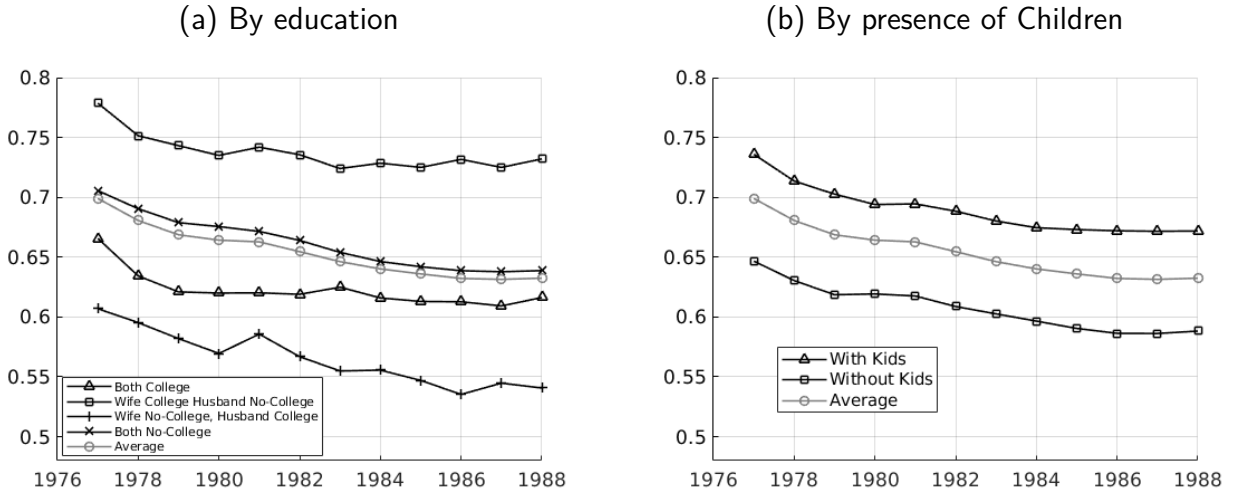 (a) By education
0.8
0.75
0.7
0.65
0.6
0.55
0.5
1976 1978 1980 1982 1984 1986 1988
Both College
Wife College Husband No-College
Wife No-College, Husband College
Both No-College
Average
(b) By presence of Children
0.8
0.75
0.7
0.65
0.6
0.55
0.5
1976 1978 1980 1982 1984 1986 1988
With Kids
Without Kids
Average